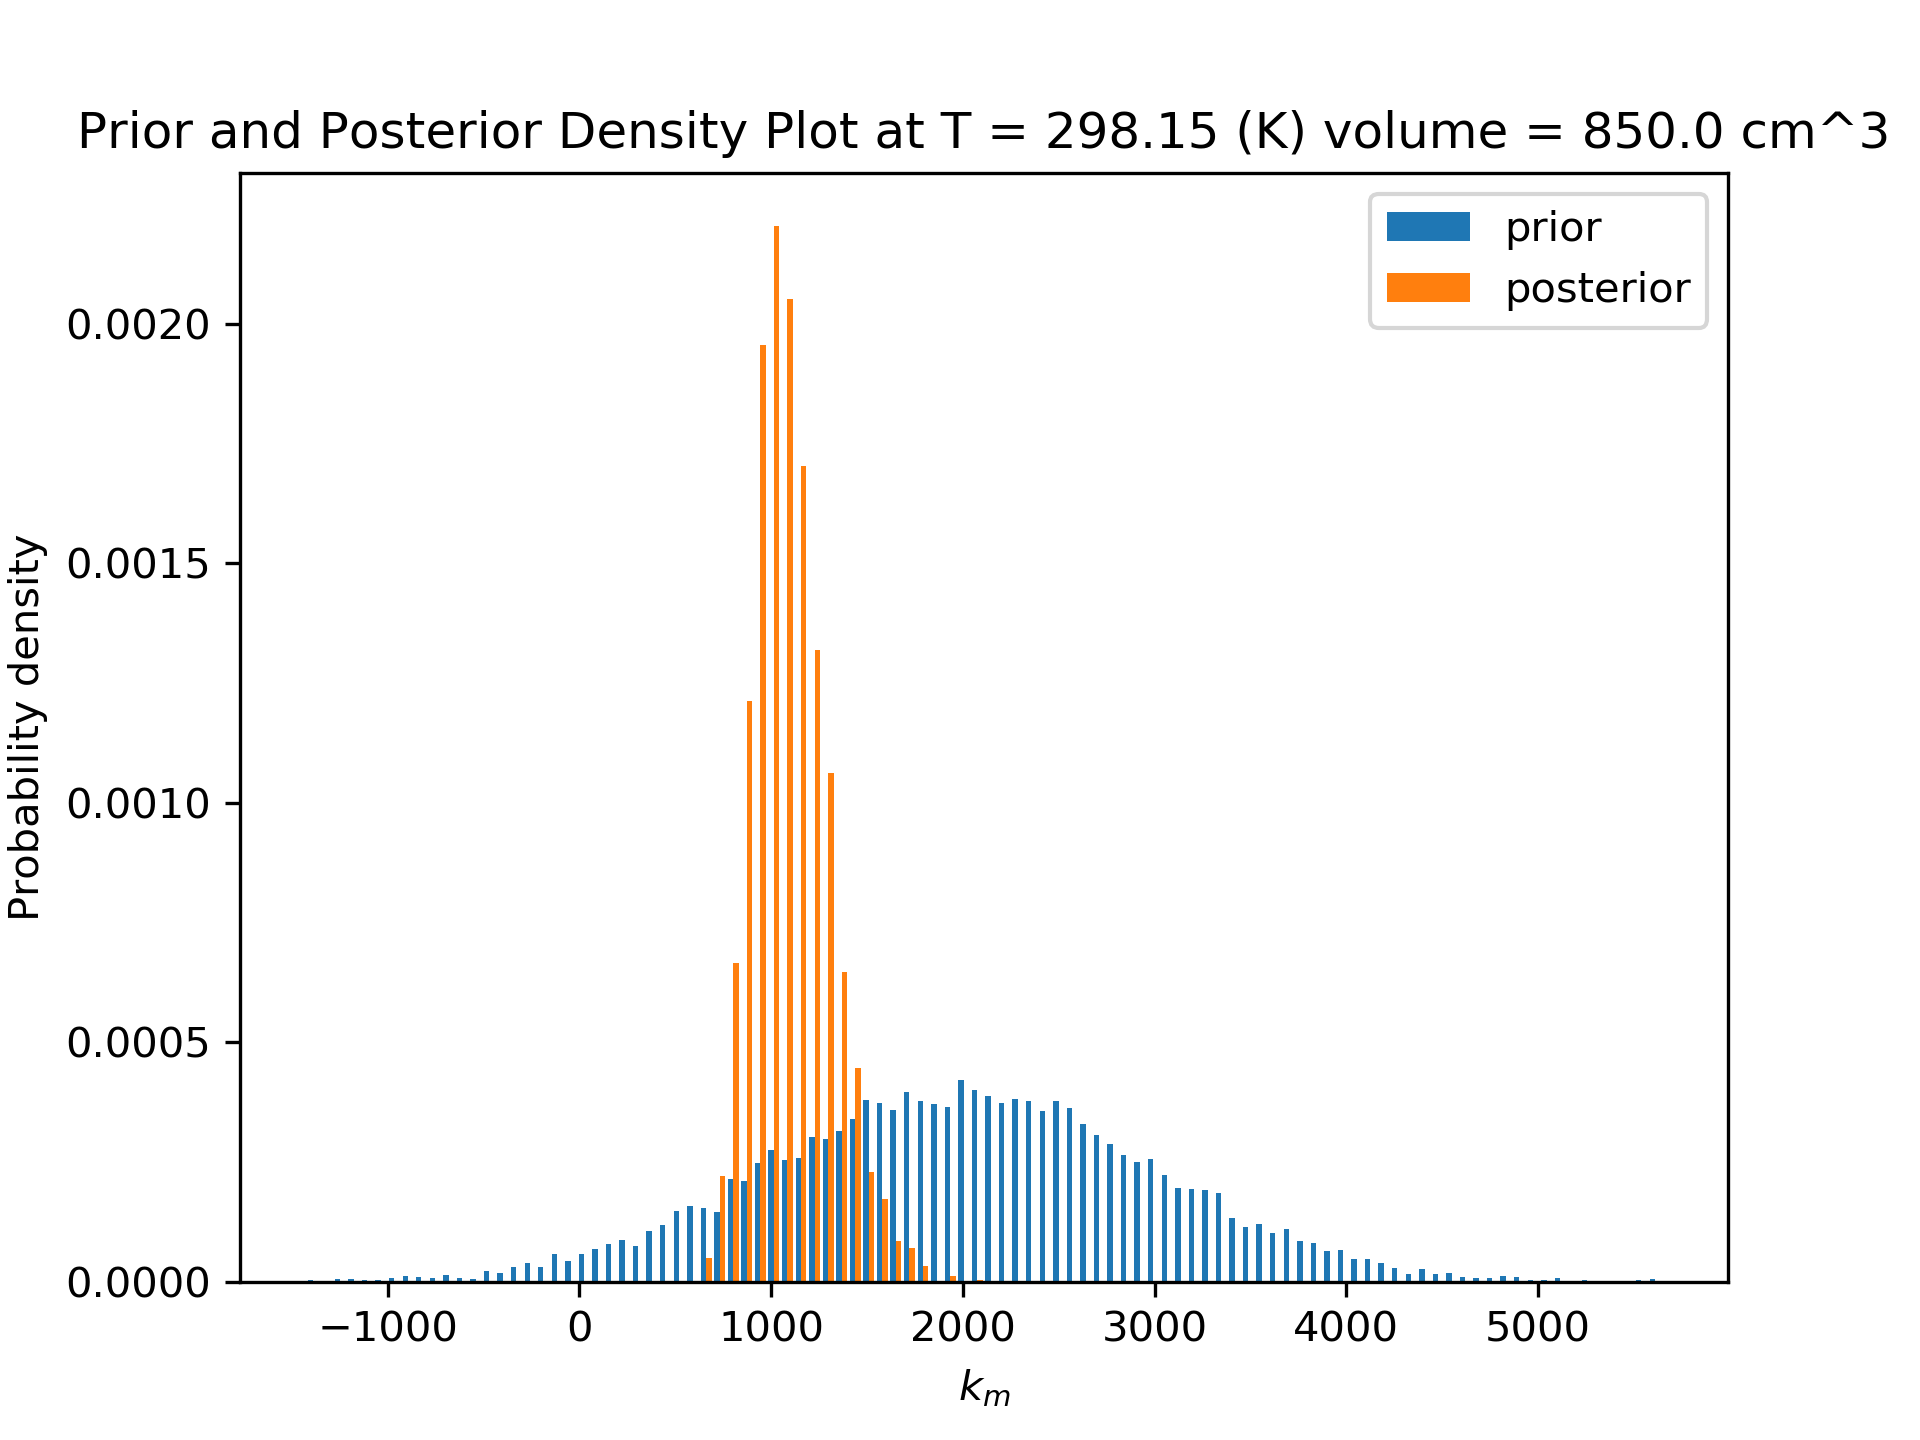 Prior and Posterior Density Plot at T = 298.15 (K) volume = 850.0 cm^3
prior
posterior
Probability density
0.0020
0.0015
0.0010
0.0005
0.0000
−1000 0 1000 2000 3000 4000 5000
k_m